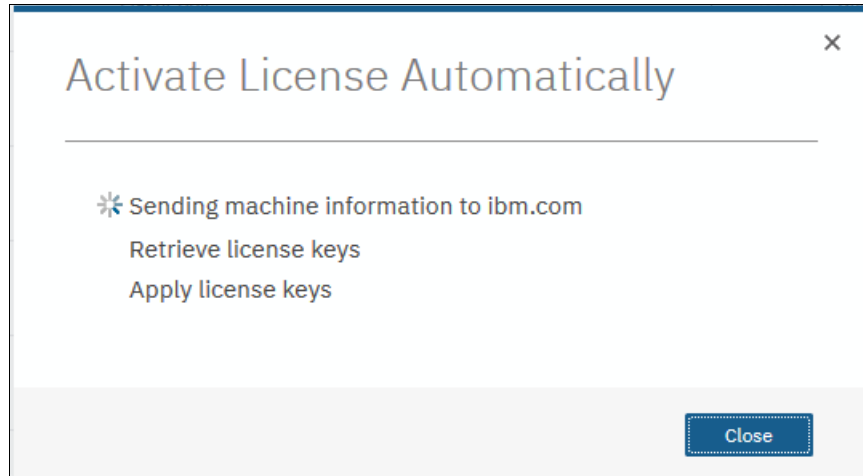 Activate License Automatically
Sending machine information to ibm.com
Retrieve license keys
Apply license keys
Close